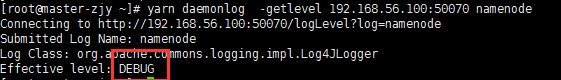 [root@master-zjy ~]# yarn daemonlog  -getlevel 192.168.56.100:50070 namenode
Connecting to http://192.168.56.100:50070/logLevel?log=namenode
Submitted Log Name: namenode
Log Class: org.apache.commons.logging.impl.Log4JLogger
Effective level: DEBUG